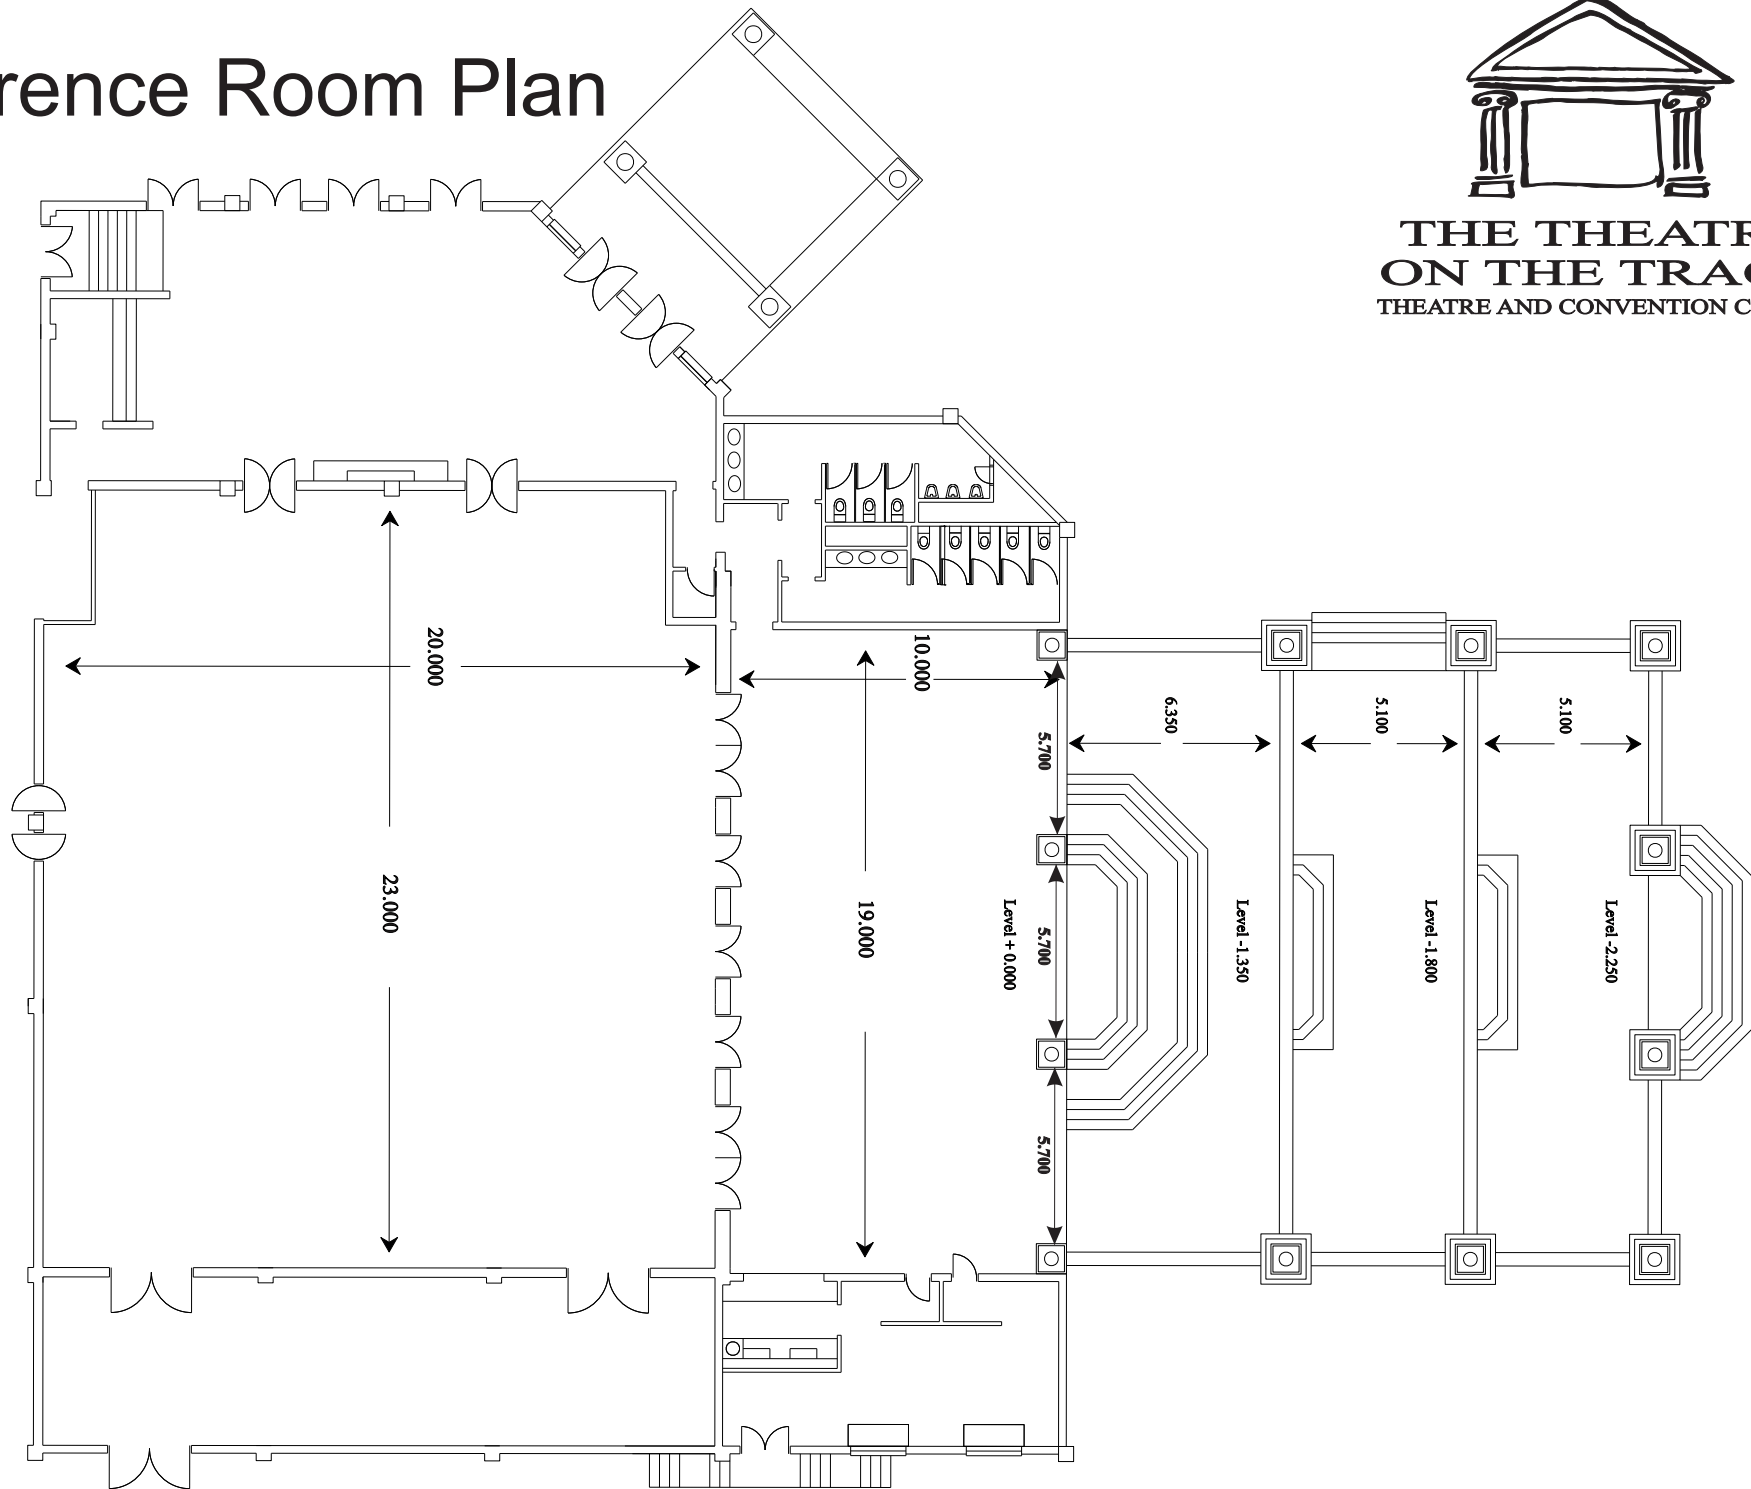 rence Room Plan
THE THEATR
ON THE TRAC
THEATRE AND CONVENTION C
20.000
10.000
6.350
5.100
5.100
5.700
23.000
19.000
Level + 0.000
5.700
Level -1.350
Level -1.800
Level -2.250
5.700